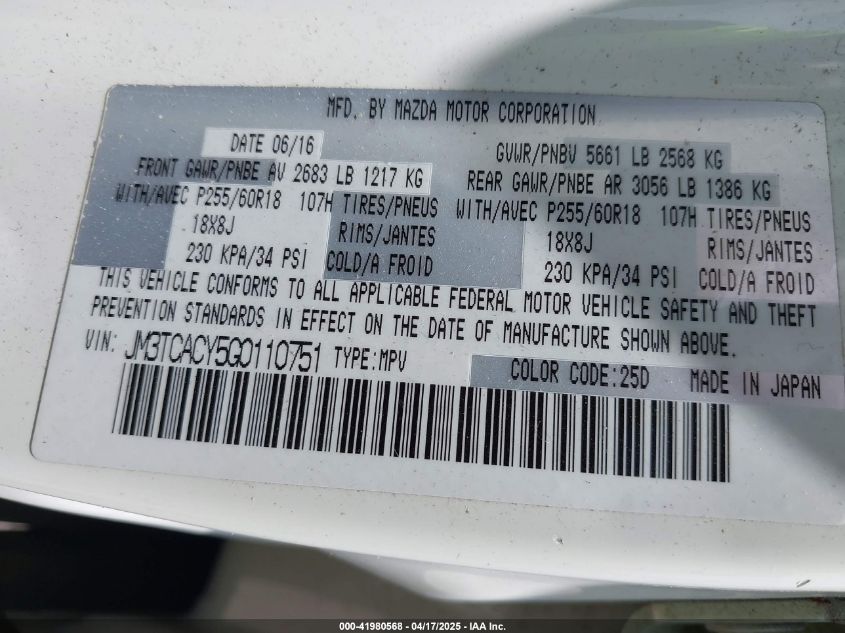 MFD. BY MAZDA MOTOR CORPORATION
DATE 06/16 GVWR/PNBV 5661 LB 2568 KG
FRONT GAWR/PNBE AV 2683 LB 1217 KG REAR GAWR/PNBE AR 3056 LB 1386 KG
WITH/AVEC P255/60R18 107H TIRES/PNEUS WITH/AVEC P255/60R18 107H TIRES/PNEUS
18X8J RIMS/JANTES 18X8J RIMS/JANTES
230 KPA/34 PSI COLD/A FROID 230 KPA/34 PSI COLD/A FROID
THIS VEHICLE CONFORMS TO ALL APPLICABLE FEDERAL MOTOR VEHICLE SAFETY AND THEFT
PREVENTION STANDARDS IN EFFECT ON THE DATE OF MANUFACTURE SHOWN ABOVE.
VIN: JM3TCACY5G0110751 TYPE:MPV
COLOR CODE:25D MADE IN JAPAN
000-41980568 - 04/17/2025 - IAA Inc.